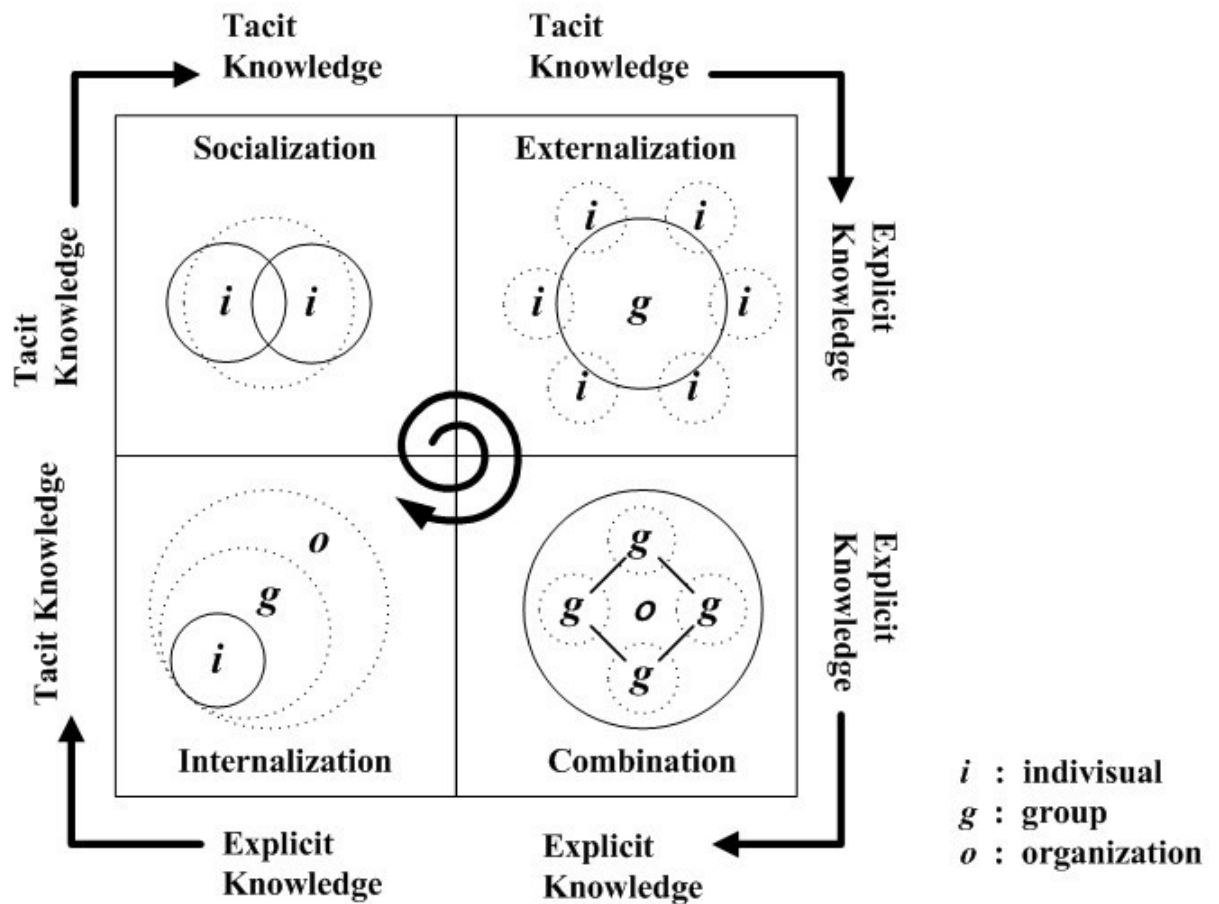 Tacit
Knowledge
Tacit
Knowledge
Socialization
Externalization
i
i
i
i
i
g
i
i
i
Tacit
Knowledge
Explicit
Knowledge
Tacit Knowledge
o
g
i
Internalization
g
g
o
g
g
Combination
Explicit
Knowledge
Explicit
Knowledge
Explicit
Knowledge
i : indivisual
g : group
o : organization